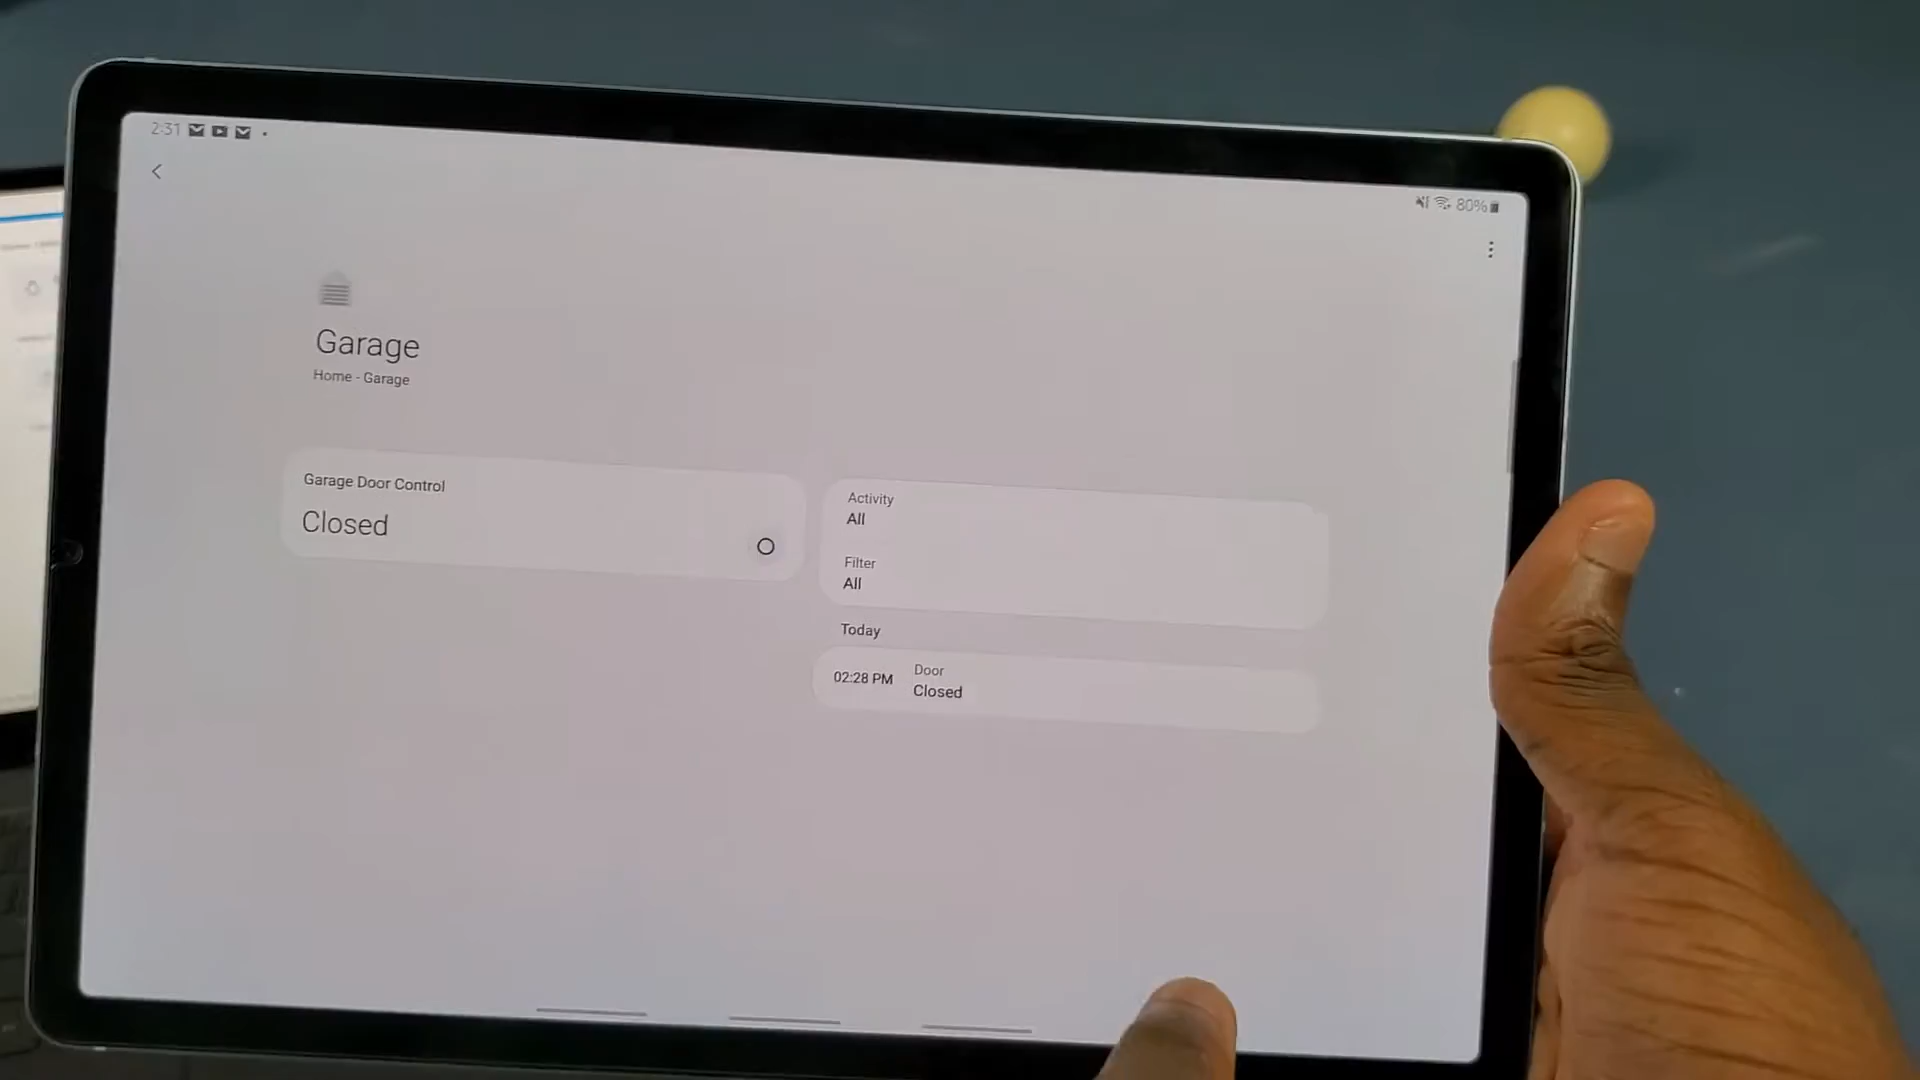 2:31
80%
Garage
Home - Garage
Garage Door Control
Closed
Activity
All
Filter
All
Today
02:28 PM
Door
Closed